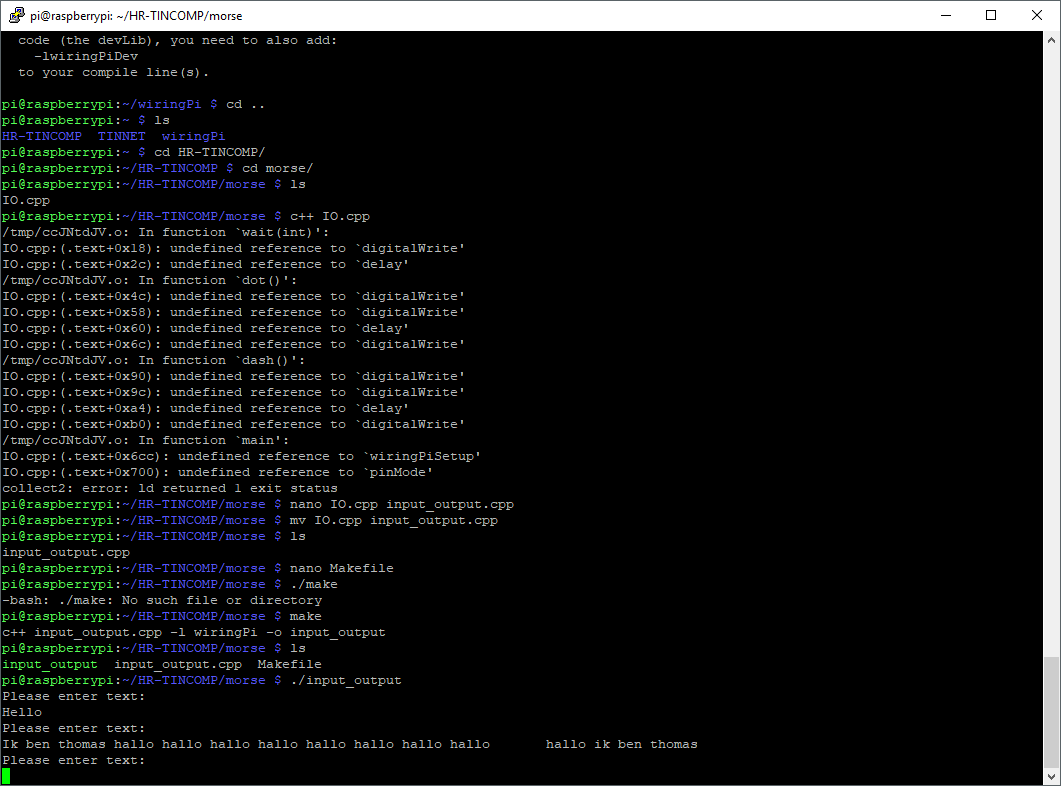 pi@raspberrypi: ~/HR-TINCOMP/morse
  code (the devLib), you need to also add:
    -lwiringPiDev
  to your compile line(s).
pi@raspberrypi:~/wiringPi $ cd ..
pi@raspberrypi:~ $ ls
HR-TINCOMP  TINNET  wiringPi
pi@raspberrypi:~ $ cd HR-TINCOMP/
pi@raspberrypi:~/HR-TINCOMP $ cd morse/
pi@raspberrypi:~/HR-TINCOMP/morse $ ls
IO.cpp
pi@raspberrypi:~/HR-TINCOMP/morse $ c++ IO.cpp
/tmp/ccJNtdJV.o: In function `wait(int)':
IO.cpp:(.text+0x18): undefined reference to `digitalWrite'
IO.cpp:(.text+0x2c): undefined reference to `delay'
/tmp/ccJNtdJV.o: In function `dot()':
IO.cpp:(.text+0x4c): undefined reference to `digitalWrite'
IO.cpp:(.text+0x58): undefined reference to `digitalWrite'
IO.cpp:(.text+0x60): undefined reference to `delay'
IO.cpp:(.text+0x6c): undefined reference to `digitalWrite'
/tmp/ccJNtdJV.o: In function `dash()':
IO.cpp:(.text+0x90): undefined reference to `digitalWrite'
IO.cpp:(.text+0x9c): undefined reference to `digitalWrite'
IO.cpp:(.text+0xa4): undefined reference to `delay'
IO.cpp:(.text+0xb0): undefined reference to `digitalWrite'
/tmp/ccJNtdJV.o: In function `main':
IO.cpp:(.text+0x6cc): undefined reference to `wiringPiSetup'
IO.cpp:(.text+0x700): undefined reference to `pinMode'
collect2: error: ld returned 1 exit status
pi@raspberrypi:~/HR-TINCOMP/morse $ nano IO.cpp input_output.cpp
pi@raspberrypi:~/HR-TINCOMP/morse $ mv IO.cpp input_output.cpp
pi@raspberrypi:~/HR-TINCOMP/morse $ ls
input_output.cpp
pi@raspberrypi:~/HR-TINCOMP/morse $ nano Makefile
pi@raspberrypi:~/HR-TINCOMP/morse $ ./make
-bash: ./make: No such file or directory
pi@raspberrypi:~/HR-TINCOMP/morse $ make
c++ input_output.cpp -l wiringPi -o input_output
pi@raspberrypi:~/HR-TINCOMP/morse $ ls
input_output  input_output.cpp  Makefile
pi@raspberrypi:~/HR-TINCOMP/morse $ ./input_output
Please enter text:
Hello
Please enter text:
Ik ben thomas hallo hallo hallo hallo hallo hallo hallo hallo       hallo ik ben thomas
Please enter text: